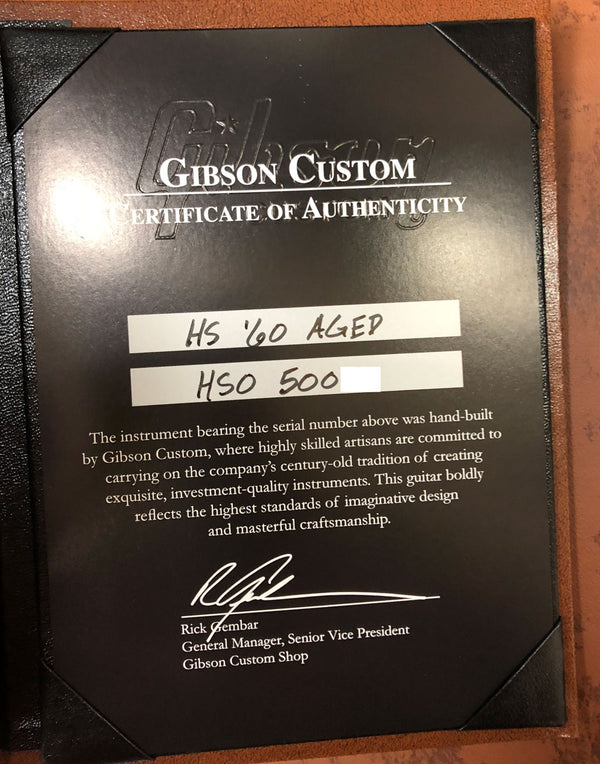 Gibson
GIBSON CUSTOM
CERTIFICATE OF AUTHENTICITY
HS '60 AGED
HSO 500
The instrument bearing the serial number above was hand-built
by Gibson Custom, where highly skilled artisans are committed to
carrying on the company's century-old tradition of creating
exquisite, investment-quality instruments. This guitar boldly
reflects the highest standards of imaginative design
and masterful craftsmanship.
Rick Gembar
General Manager, Senior Vice President
Gibson Custom Shop